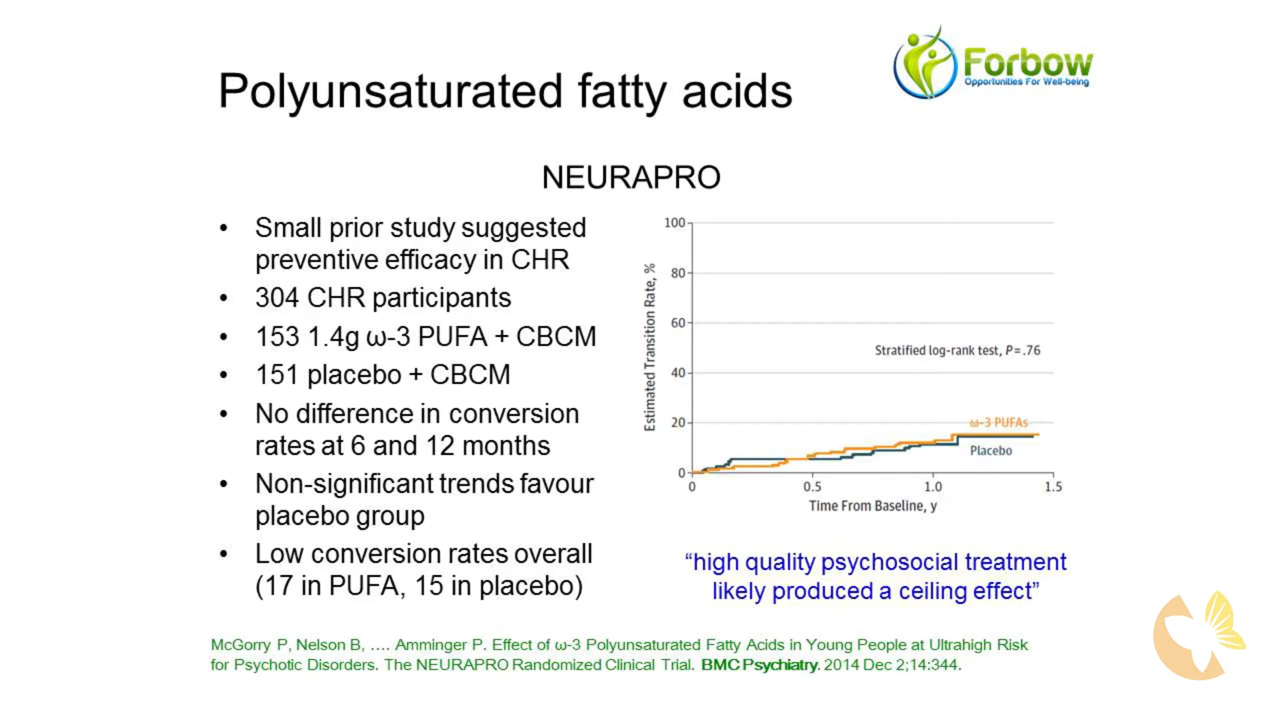 Forbow
Opportunities For Well-being
Polyunsaturated fatty acids
NEURAPRO
• Small prior study suggested
preventive efficacy in CHR
• 304 CHR participants
• 153 1.4g ω-3 PUFA + CBCM
• 151 placebo + CBCM
• No difference in conversion
rates at 6 and 12 months
• Non-significant trends favour
placebo group
• Low conversion rates overall
(17 in PUFA, 15 in placebo)
Estimated Transition Rate, %
100
80
60
40
20
0
Stratified log-rank test, P=.76
ω-3 PUFAs
Placebo
0
0.5
1.0
1.5
Time From Baseline, y
“high quality psychosocial treatment
likely produced a ceiling effect”
McGorry P, Nelson B, …. Amminger P. Effect of ω-3 Polyunsaturated Fatty Acids in Young People at Ultrahigh Risk
for Psychotic Disorders. The NEURAPRO Randomized Clinical Trial. BMC Psychiatry. 2014 Dec 2;14:344.